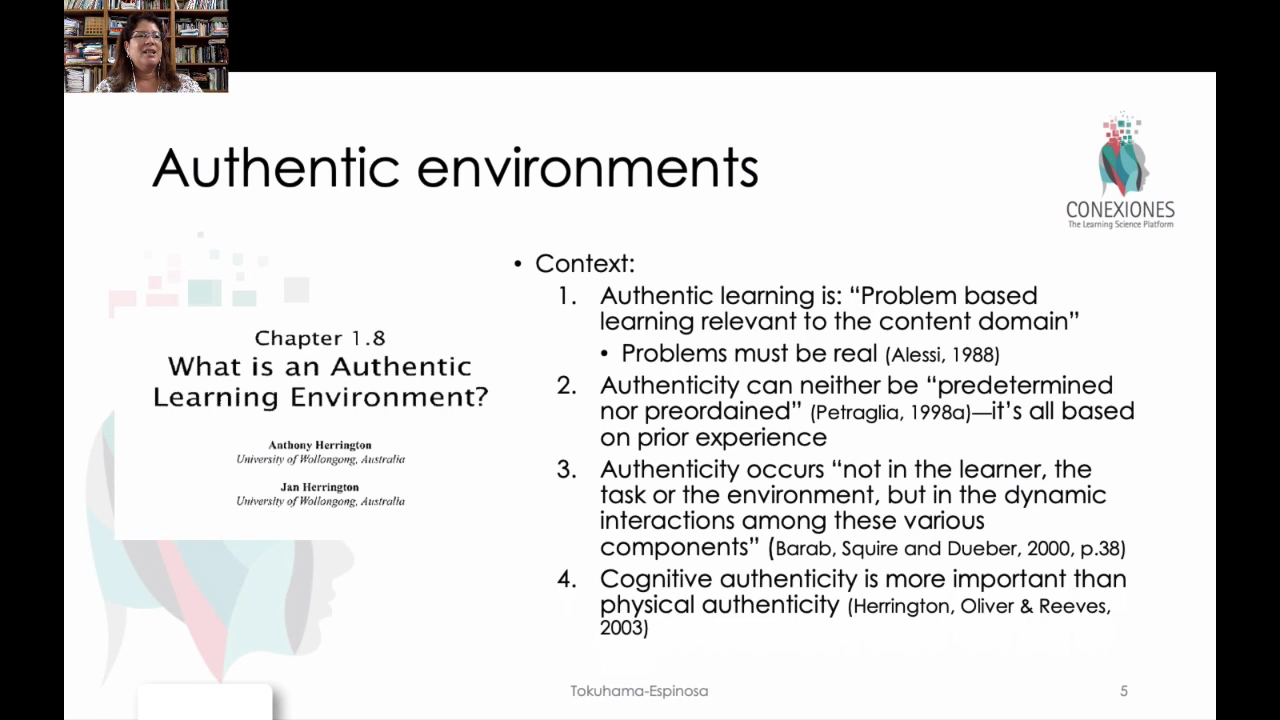 Authentic environments
CONEXIONES
The Learning Science Platform
Chapter 1.8
What is an Authentic
Learning Environment?
Anthony Herrington
University of Wollongong, Australia
Jan Herrington
University of Wollongong, Australia
• Context:
1. Authentic learning is: “Problem based
learning relevant to the content domain”
• Problems must be real (Alessi, 1988)
2. Authenticity can neither be “predetermined
nor preordained” (Petraglia, 1998a)—it’s all based
on prior experience
3. Authenticity occurs “not in the learner, the
task or the environment, but in the dynamic
interactions among these various
components” (Barab, Squire and Dueber, 2000, p.38)
4. Cognitive authenticity is more important than
physical authenticity (Herrington, Oliver & Reeves,
2003)
Tokuhama-Espinosa
5